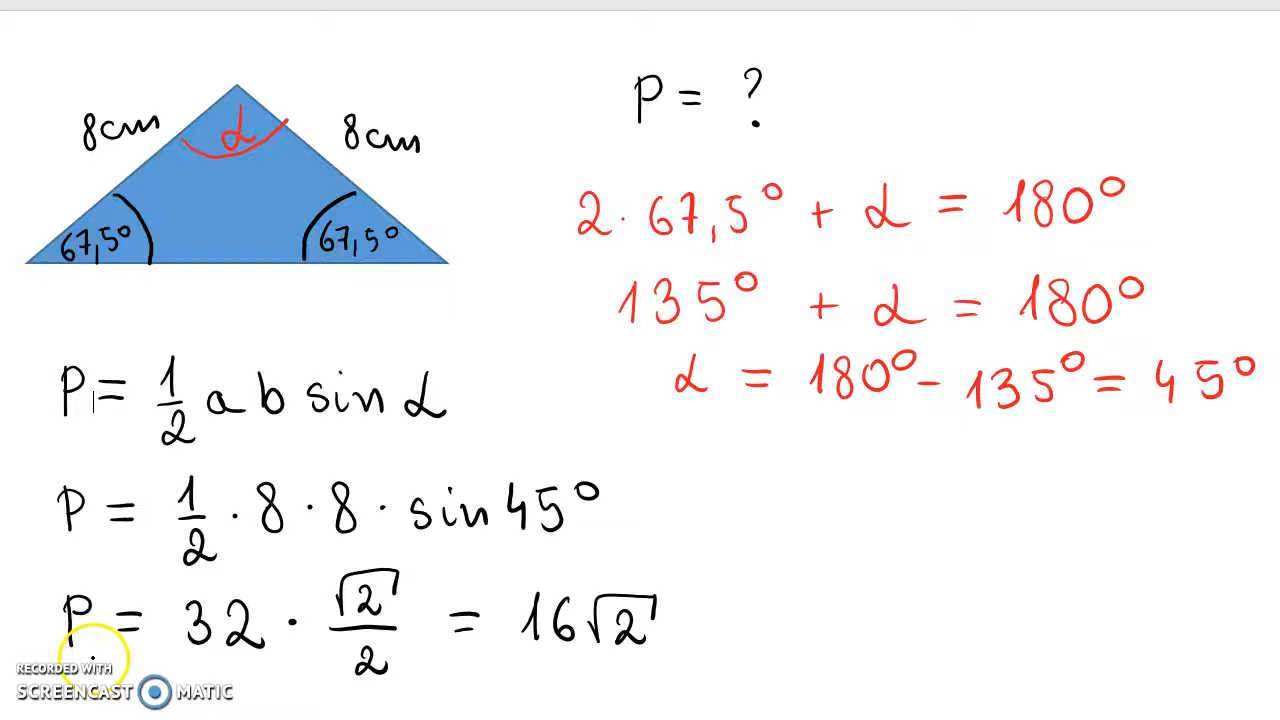 8cm
α
8cm
67,5°
67,5°
P = ?
2 · 67,5° + α = 180°
135° + α = 180°
α = 180° - 135° = 45°
P = 1/2 a b sin α
P = 1/2 · 8 · 8 · sin 45°
P = 32 · √2/2 = 16√2
RECORDED WITH
SCREENCAST MATIC